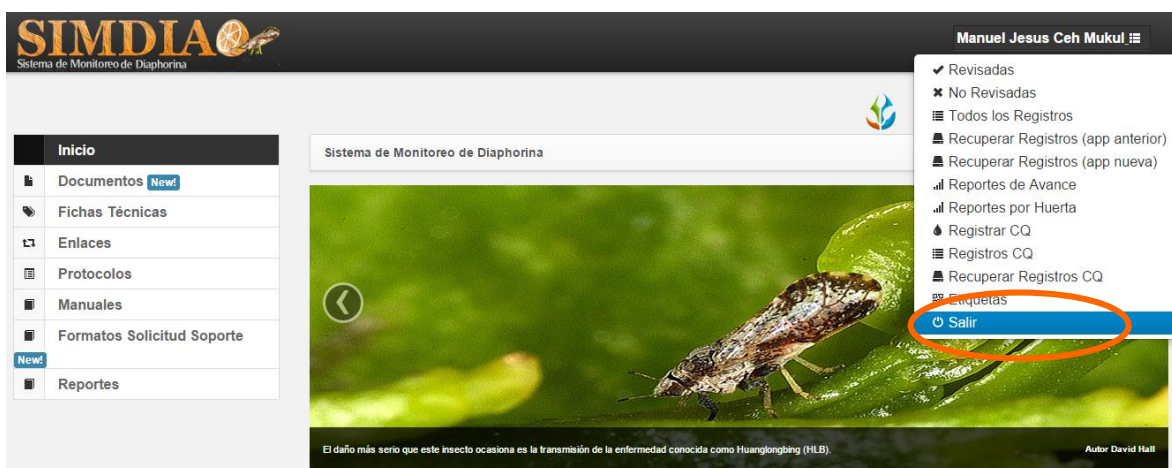 SIMDIA
Sistema de Monitoreo de Diaphorina
Manuel Jesus Ceh Mukul
Revisadas
No Revisadas
Todos los Registros
Recuperar Registros (app anterior)
Recuperar Registros (app nueva)
Reportes de Avance
Reportes por Huerta
Registrar CQ
Registros CQ
Recuperar Registros CQ
Etiquetas
Salir
Inicio
Documentos New!
Fichas Técnicas
Enlaces
Protocolos
Manuales
Formatos Solicitud Soporte
New!
Reportes
Sistema de Monitoreo de Diaphorina
El daño más serio que este insecto ocasiona es la transmisión de la enfermedad conocida como Huanglongbing (HLB).
Autor David Hall